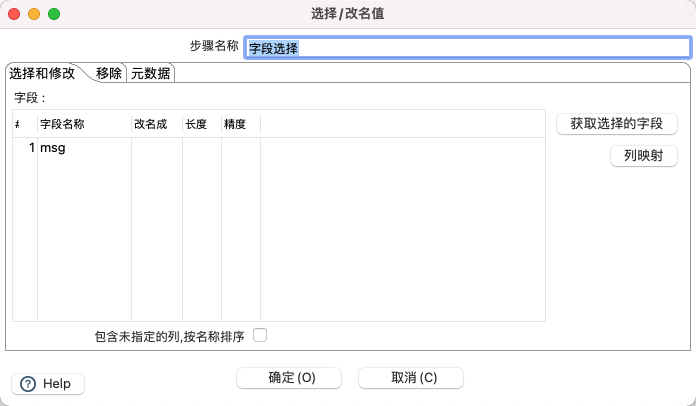 选择/改名值
步骤名称 字段选择
选择和修改 移除 元数据
字段：
# 字段名称 改名成 长度 精度
获取选择的字段
1 msg
列映射
包含未指定的列,按名称排序
Help 确定(O) 取消(C)